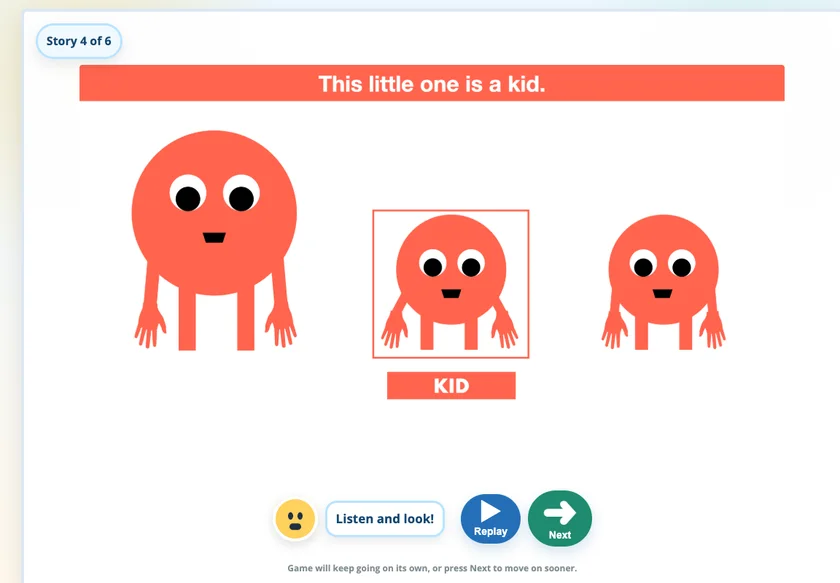 Story 4 of 6
This little one is a kid.
KID
Listen and look!
Replay
Next
Game will keep going on its own, or press Next to move on sooner.